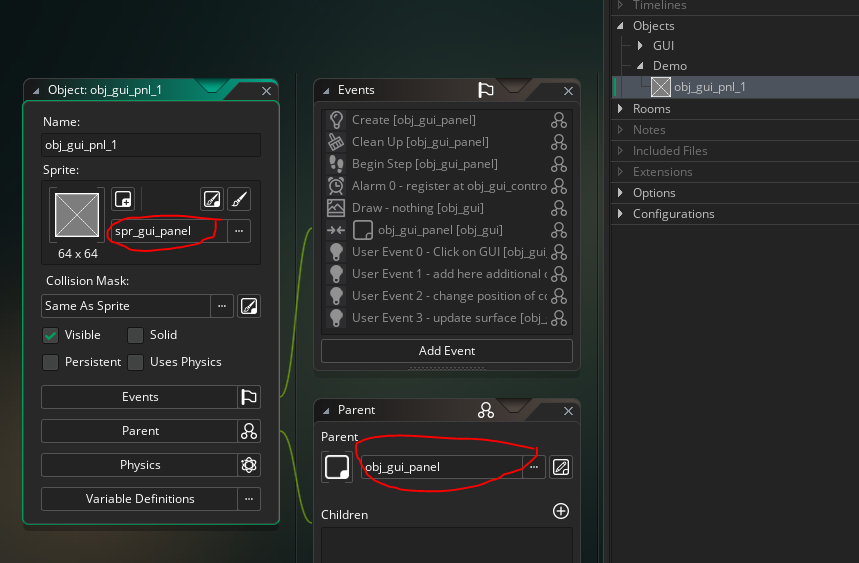 Timelines
Objects
GUI
Demo
obj_gui_pnl_1
Rooms
Notes
Included Files
Extensions
Options
Configurations
Object: obj_gui_pnl_1
Name:
obj_gui_pnl_1
Sprite:
spr_gui_panel
...
64 x 64
Collision Mask:
Same As Sprite
...
Visible
Solid
Persistent
Uses Physics
Events
Parent
Physics
Variable Definitions
...
Events
Create [obj_gui_panel]
Clean Up [obj_gui_panel]
Begin Step [obj_gui_panel]
Alarm 0 - register at obj_gui_contro
Draw - nothing [obj_gui]
obj_gui_panel [obj_gui]
User Event 0 - Click on GUI [obj_gui_
User Event 1 - add here additional
User Event 2 - change position of co
User Event 3 - update surface [obj_
Add Event
Parent
Parent
obj_gui_panel
...
Children